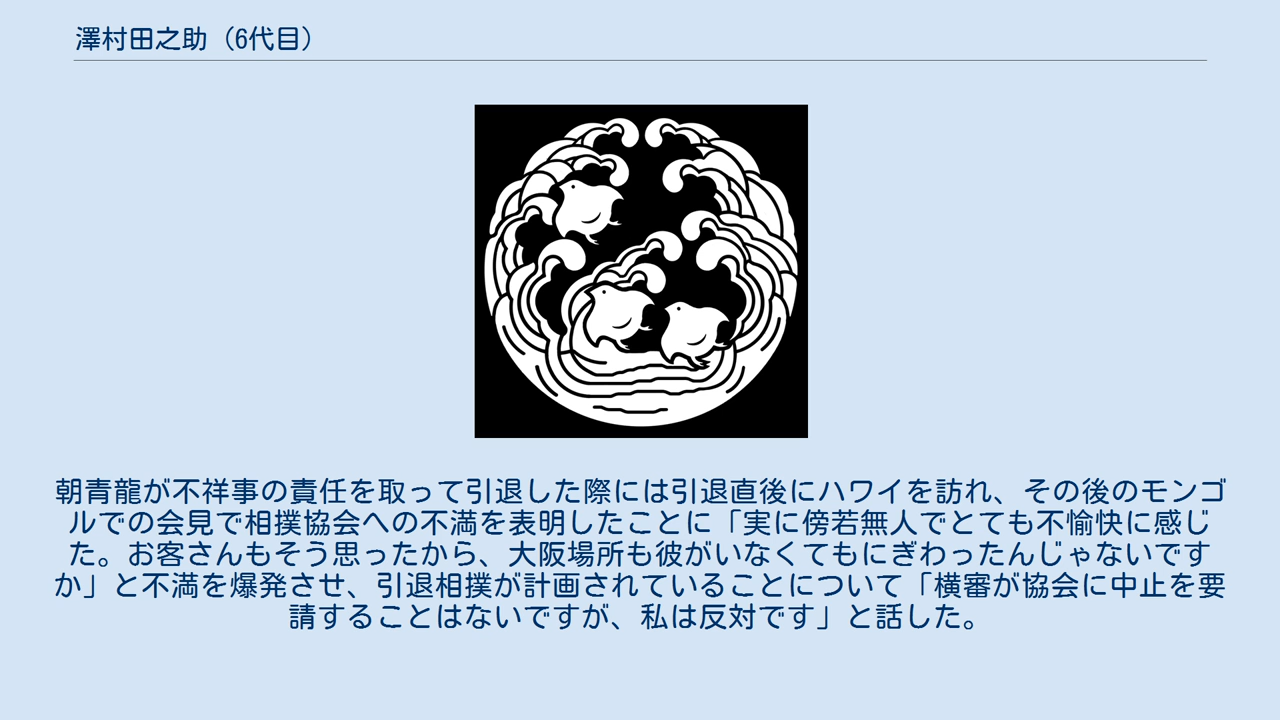 澤村田之助（6代目）
朝青龍が不祥事の責任を取って引退した際には引退直後にハワイを訪れ、その後のモンゴ
ルでの会見で相撲協会への不満を表明したことに「実に傍若無人でとても不愉快に感じ
た。お客さんもそう思ったから、大阪場所も彼がいなくてもにぎわったんじゃないです
か」と不満を爆発させ、引退相撲が計画されていることについて「横審が協会に中止を要
請することはないですが、私は反対です」と話した。